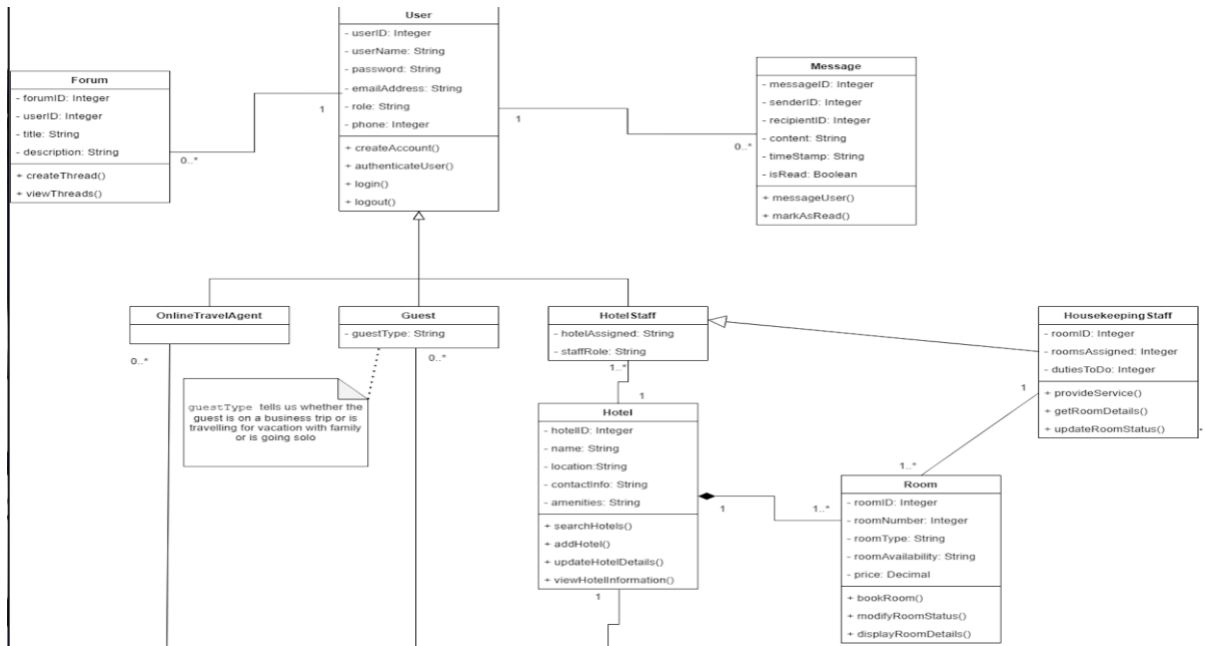 User
- userID: Integer
- userName: String
- password: String
- emailAddress: String
- role: String
- phone: Integer
+ createAccount()
+ authenticateUser()
+ login()
+ logout()
Forum
- forumID: Integer
- userID: Integer
- title: String
- description: String
+ createThread()
+ viewThreads()
1
0..*
Message
- messageID: Integer
- senderID: Integer
- recipientID: Integer
- content: String
- timeStamp: String
- isRead: Boolean
+ messageUser()
+ markAsRead()
1
0..*
OnlineTravelAgent
0..*
Guest
- guestType: String
0..*
guestType tells us whether the
guest is on a business trip or is
travelling for vacation with family
or is going solo
HotelStaff
- hotelAssigned: String
- staffRole: String
1..*
1
Hotel
- hotelID: Integer
- name: String
- location:String
- contactInfo: String
- amenities: String
+ searchHotels()
+ addHotel()
+ updateHotelDetails()
+ viewHotelInformation()
1
1
1..*
HousekeepingStaff
- roomID: Integer
- roomsAssigned: Integer
- dutiesToDo: Integer
+ provideService()
+ getRoomDetails()
+ updateRoomStatus()
1
1..*
Room
- roomID: Integer
- roomNumber: Integer
- roomType: String
- roomAvailability: String
- price: Decimal
+ bookRoom()
+ modifyRoomStatus()
+ displayRoomDetails()